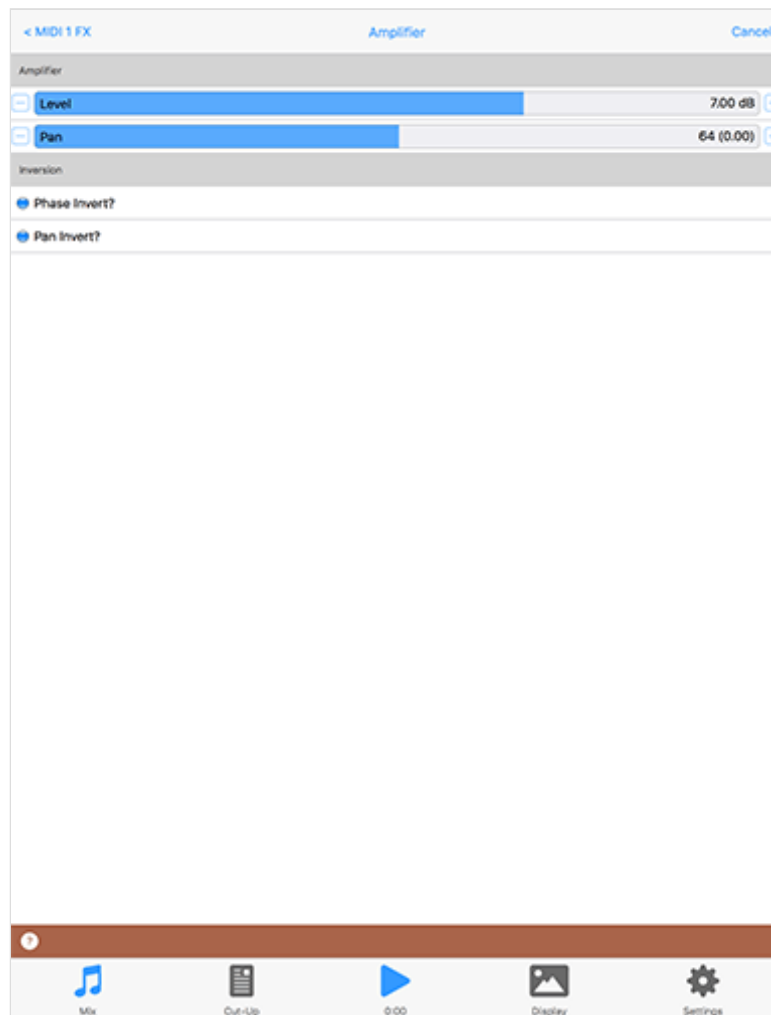 < MIDI 1 FX Amplifier Cancel
Amplifier
Level 7.00 dB
Pan 64 (0.00)
Inversion
Phase Invert?
Pan Invert?
?
Mix Cut-Up 0:00 Display Settings